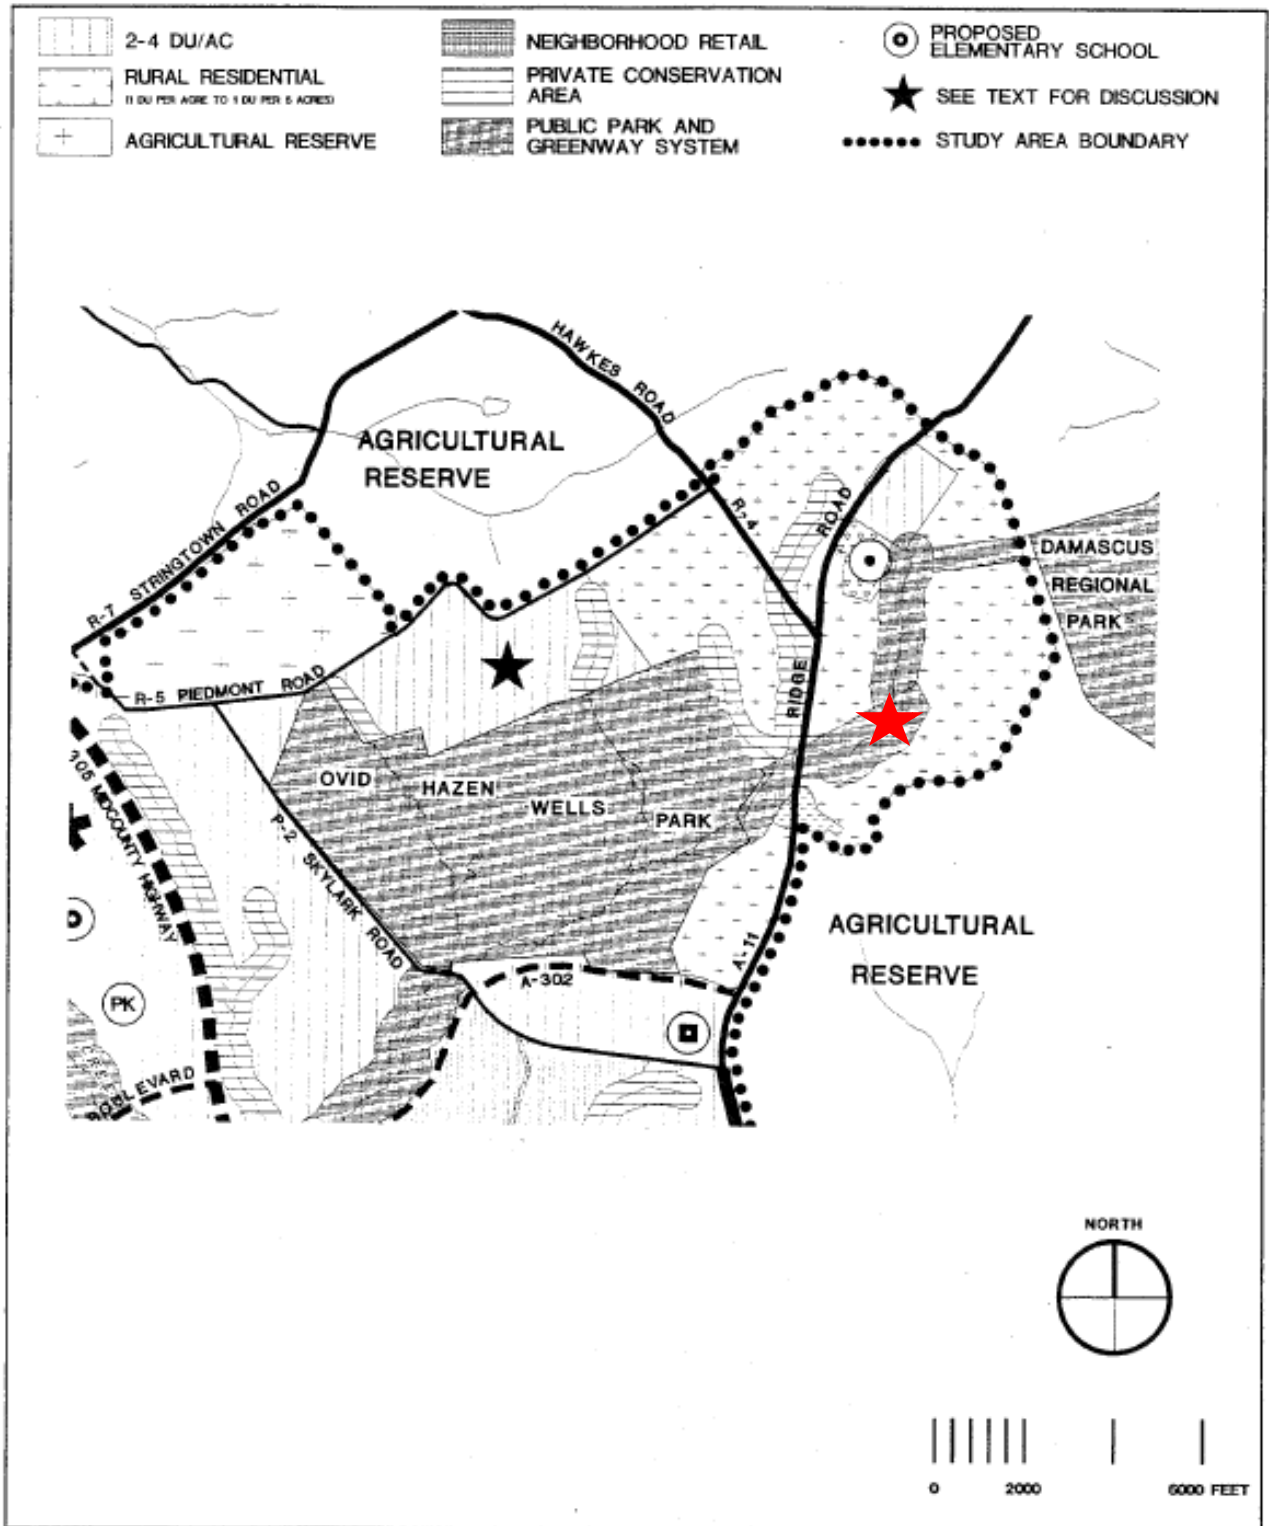 2-4 DU/AC
RURAL RESIDENTIAL
(1 DU PER ACRE TO 1 DU PER 5 ACRES)
AGRICULTURAL RESERVE
NEIGHBORHOOD RETAIL
PRIVATE CONSERVATION
AREA
PUBLIC PARK AND
GREENWAY SYSTEM
PROPOSED
ELEMENTARY SCHOOL
SEE TEXT FOR DISCUSSION
STUDY AREA BOUNDARY
HAWKES ROAD
AGRICULTURAL
RESERVE
R-7 STRINGTOWN ROAD
R-4
RIDGE ROAD
DAMASCUS
REGIONAL
PARK
R-5 PIEDMONT ROAD
OVID HAZEN WELLS PARK
305 MIDCOUNTY HIGHWAY
P-2 SKYLARK ROAD
A-11
AGRICULTURAL
RESERVE
A-302
PK
BOULEVARD
NORTH
0 2000 6000 FEET